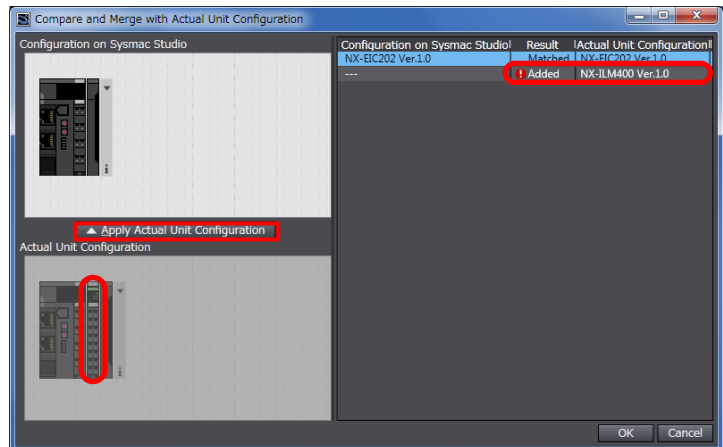 Compare and Merge with Actual Unit Configuration
Configuration on Sysmac Studio
Apply Actual Unit Configuration
Actual Unit Configuration
Configuration on Sysmac Studio Result Actual Unit Configuration
NX-EIC202 Ver.1.0 Matched NX-EIC202 Ver.1.0
--- Added NX-ILM400 Ver.1.0
OK Cancel